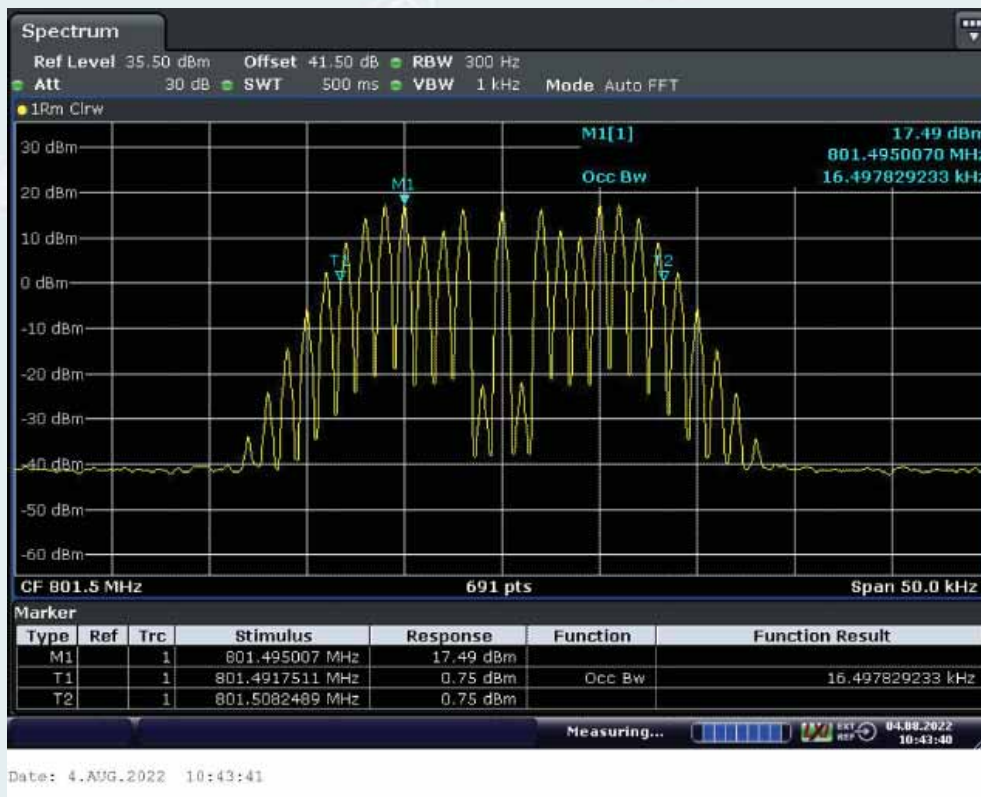 Spectrum
Ref Level 35.50 dBm Offset 41.50 dB RBW 300 Hz
Att 30 dB SWT 500 ms VBW 1 kHz Mode Auto FFT
1Rm Clrw
M1[1] 17.49 dBm
801.4950070 MHz
Occ Bw 16.497829233 kHz
30 dBm
20 dBm
M1
10 dBm
T1
T2
0 dBm
-10 dBm
-20 dBm
-30 dBm
-40 dBm
-50 dBm
-60 dBm
CF 801.5 MHz 691 pts Span 50.0 kHz
Marker
Type Ref Trc Stimulus Response Function Function Result
M1 1 801.495007 MHz 17.49 dBm
T1 1 801.4917511 MHz 0.75 dBm Occ Bw 16.497829233 kHz
T2 1 801.5082489 MHz 0.75 dBm
Measuring... EXT REF 04.08.2022
10:43:40
Date: 4.AUG.2022 10:43:41